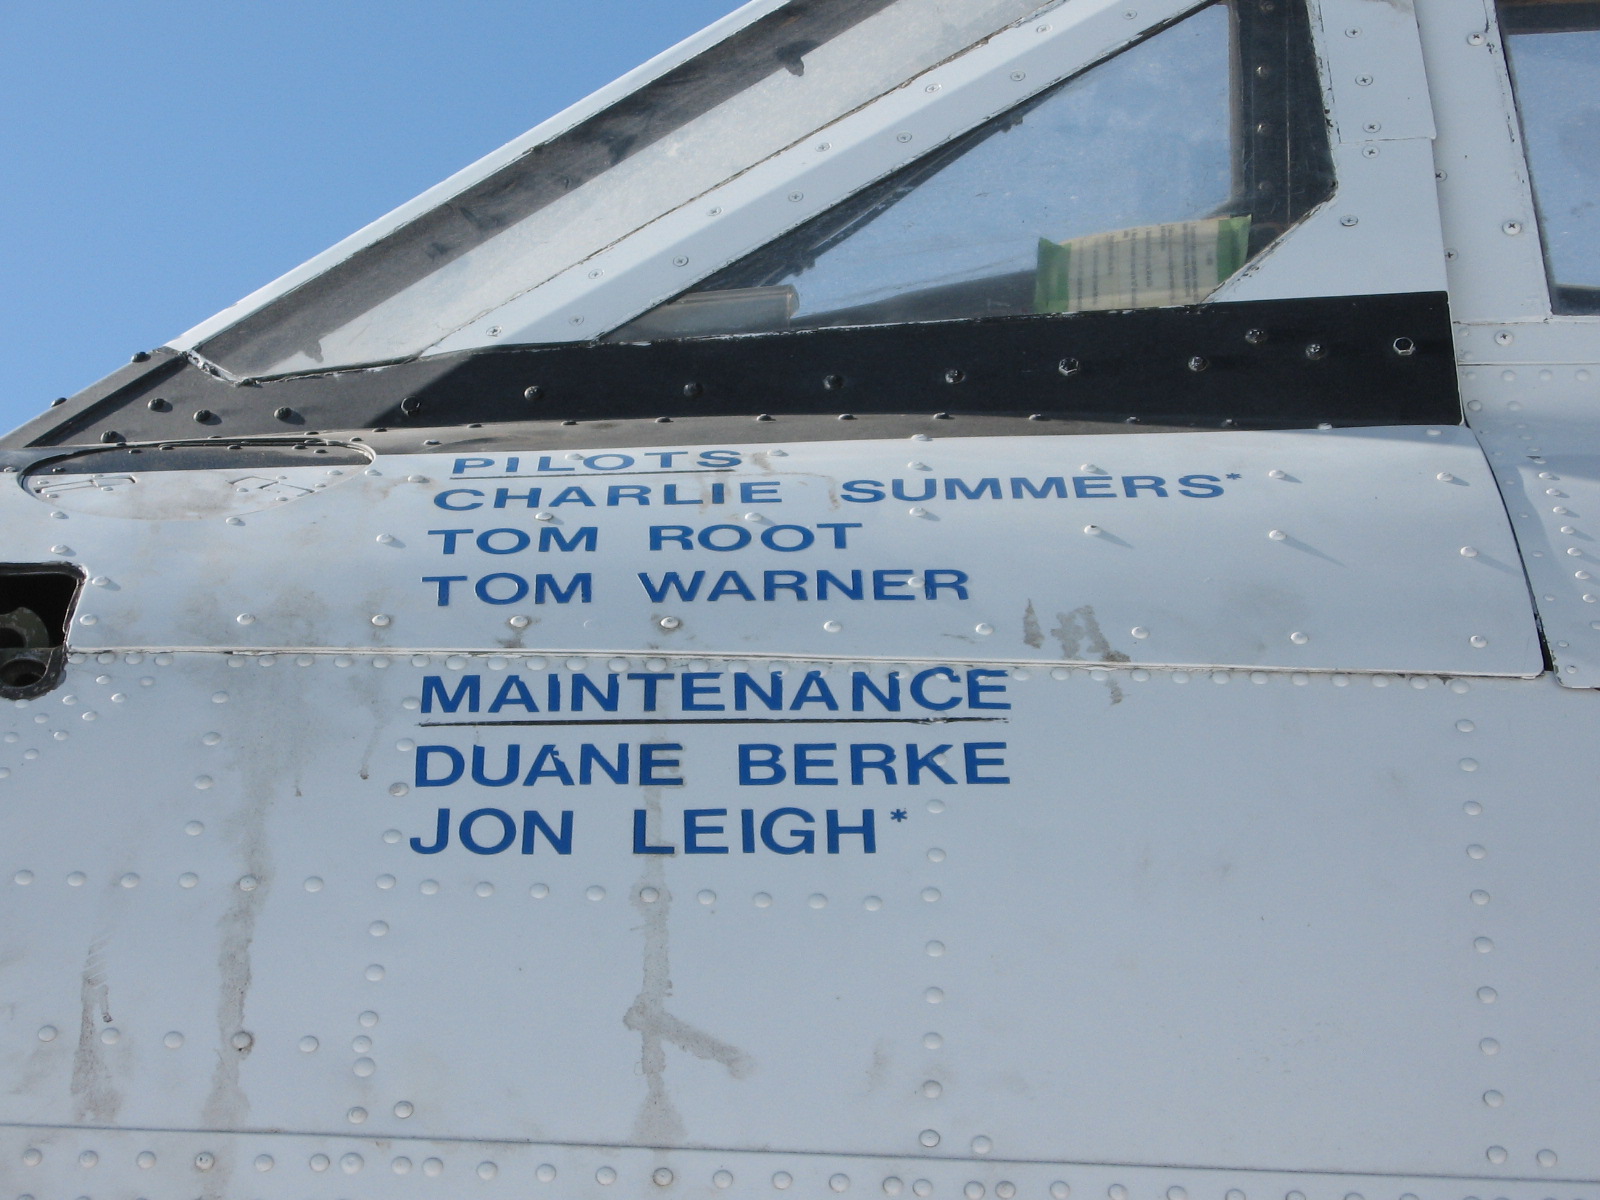 PILOTS
CHARLIE SUMMERS*
TOM ROOT
TOM WARNER
MAINTENANCE
DUANE BERKE
JON LEIGH*